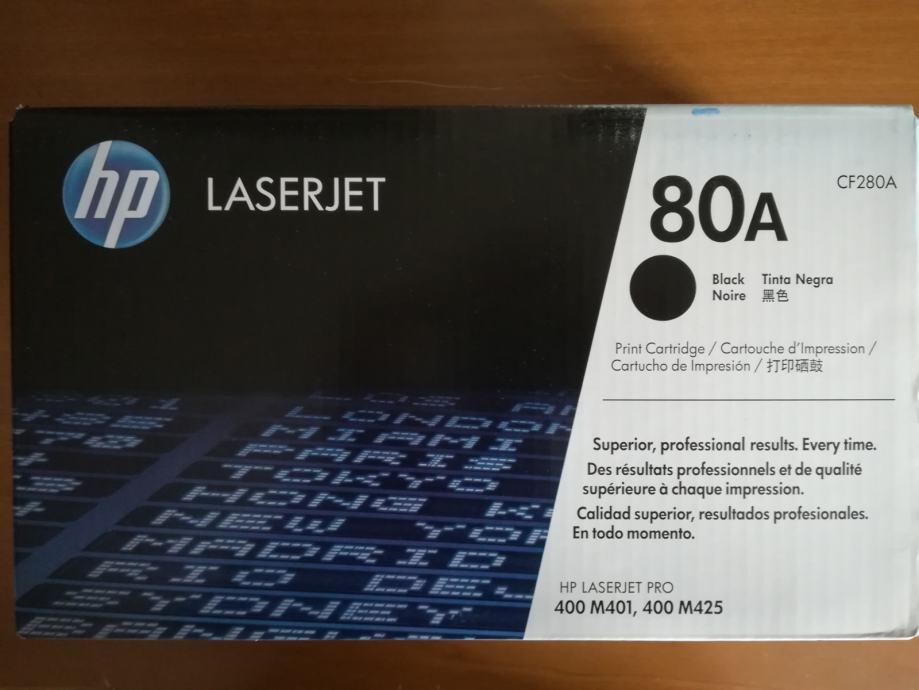 hp
LASERJET
80A
CF280A
Black Tinta Negra
Noire 黑色
Print Cartridge / Cartouche d'Impression /
Cartucho de Impresión / 打印硒鼓
Superior, professional results. Every time.
Des résultats professionnels et de qualité
supérieure à chaque impression.
Calidad superior, resultados profesionales.
En todo momento.
HP LASERJET PRO
400 M401, 400 M425
LONDON
MIAMI
PARIS
TOKYO
HONG K
NEW YOR
MADRID
RIO DE
SYDNEY